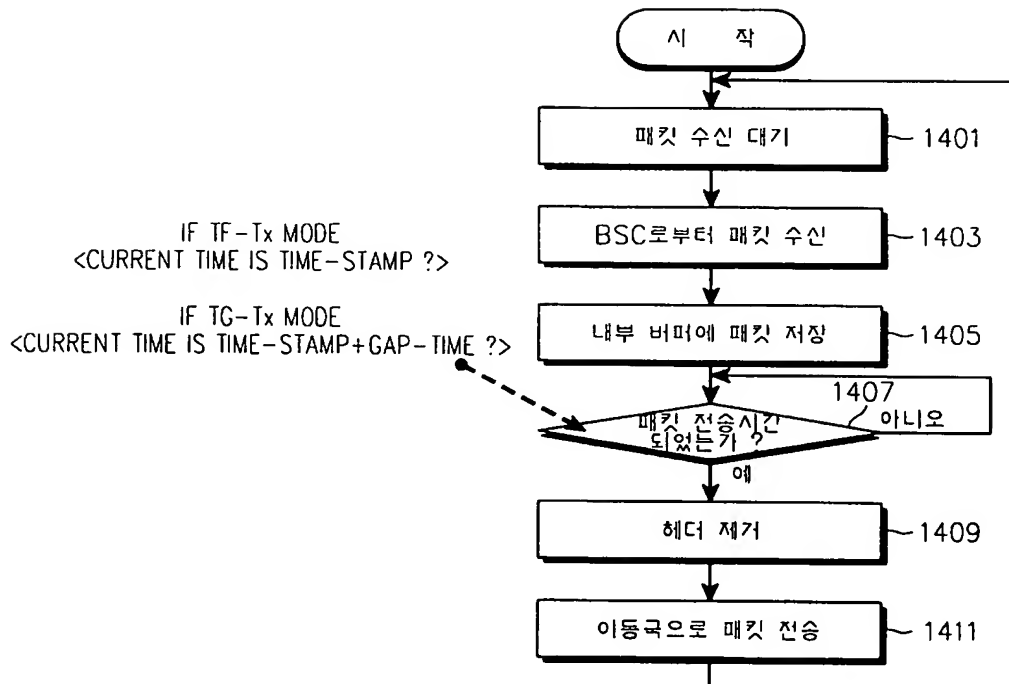 시 작
패킷 수신 대기
1401
BSC로부터 패킷 수신
1403
IF TF-Tx MODE
<CURRENT TIME IS TIME-STAMP ?>
내부 버퍼에 패킷 저장
1405
IF TG-Tx MODE
<CURRENT TIME IS TIME-STAMP+GAP-TIME ?>
1407
패킷 전송시간
되었는가 ?
아니오
예
헤더 제거
1409
이동국으로 패킷 전송
1411